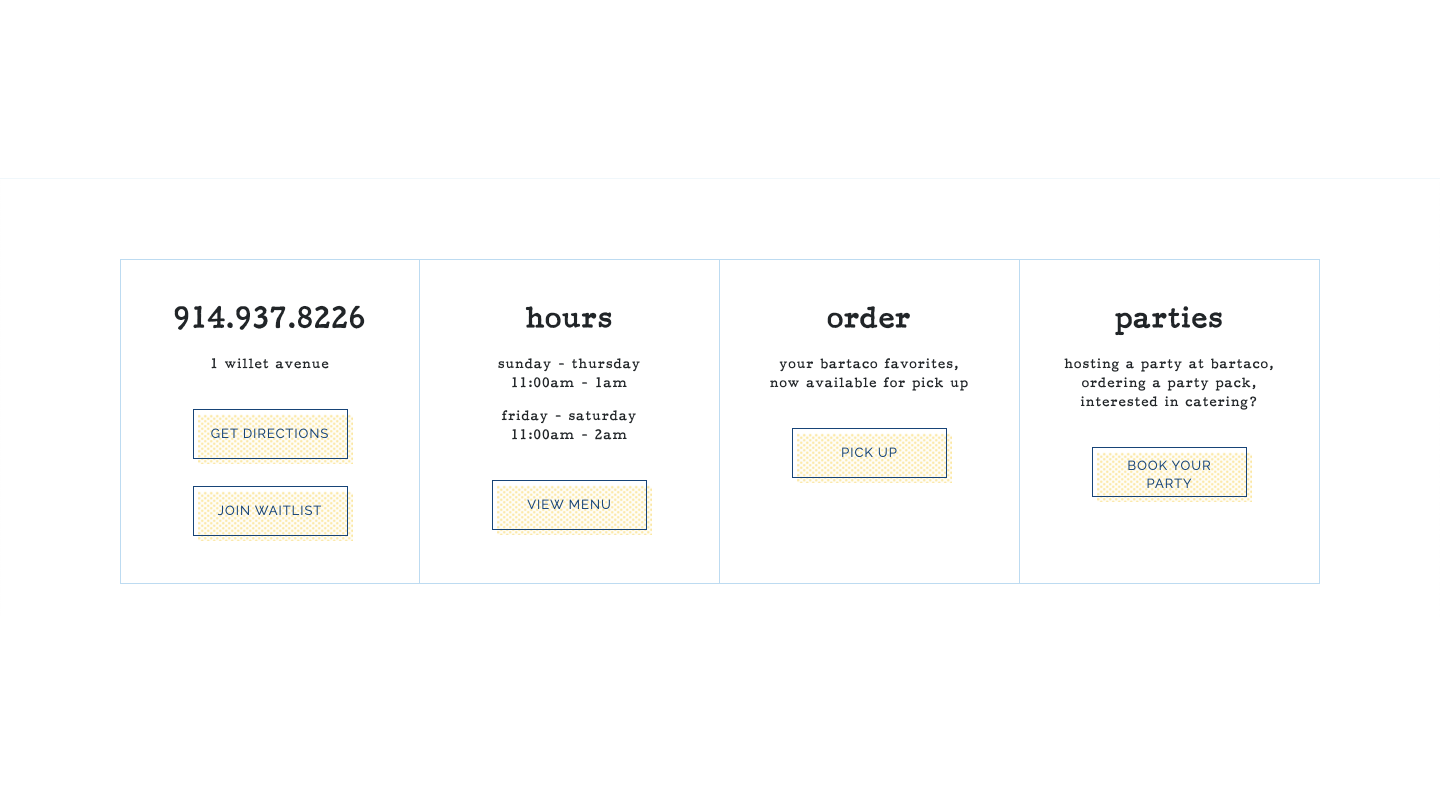 914.937.8226
1 willet avenue
GET DIRECTIONS
JOIN WAITLIST
hours
sunday - thursday
11:00am - 1am
friday - saturday
11:00am - 2am
VIEW MENU
order
your bartaco favorites,
now available for pick up
PICK UP
parties
hosting a party at bartaco,
ordering a party pack,
interested in catering?
BOOK YOUR
PARTY